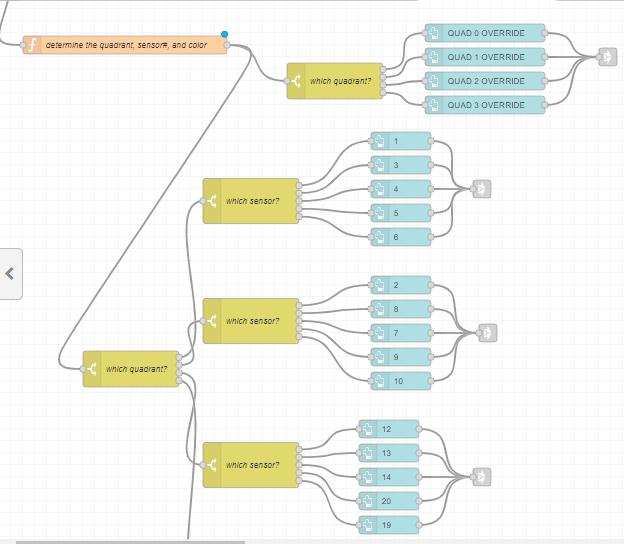 determine the quadrant, sensor#, and color
which quadrant?
QUAD 0 OVERRIDE
QUAD 1 OVERRIDE
QUAD 2 OVERRIDE
QUAD 3 OVERRIDE
which sensor?
1
3
4
5
6
which sensor?
2
8
7
9
10
which quadrant?
which sensor?
12
13
14
20
19